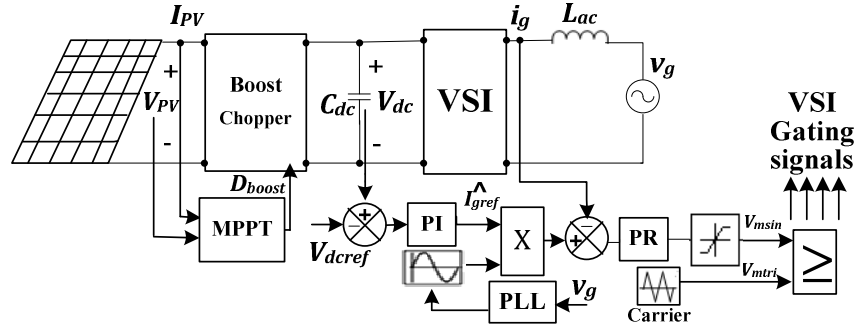 I_PV
i_g
L_ac
+
V_PV
-
Boost
Chopper
C_dc
+
V_dc
-
VSI
v_g
VSI
Gating
signals
D_boost
MPPT
+
-
V_dcref
PI
I^_gref
X
+
-
PR
V_msin
≥
V_mtri
PLL
v_g
Carrier